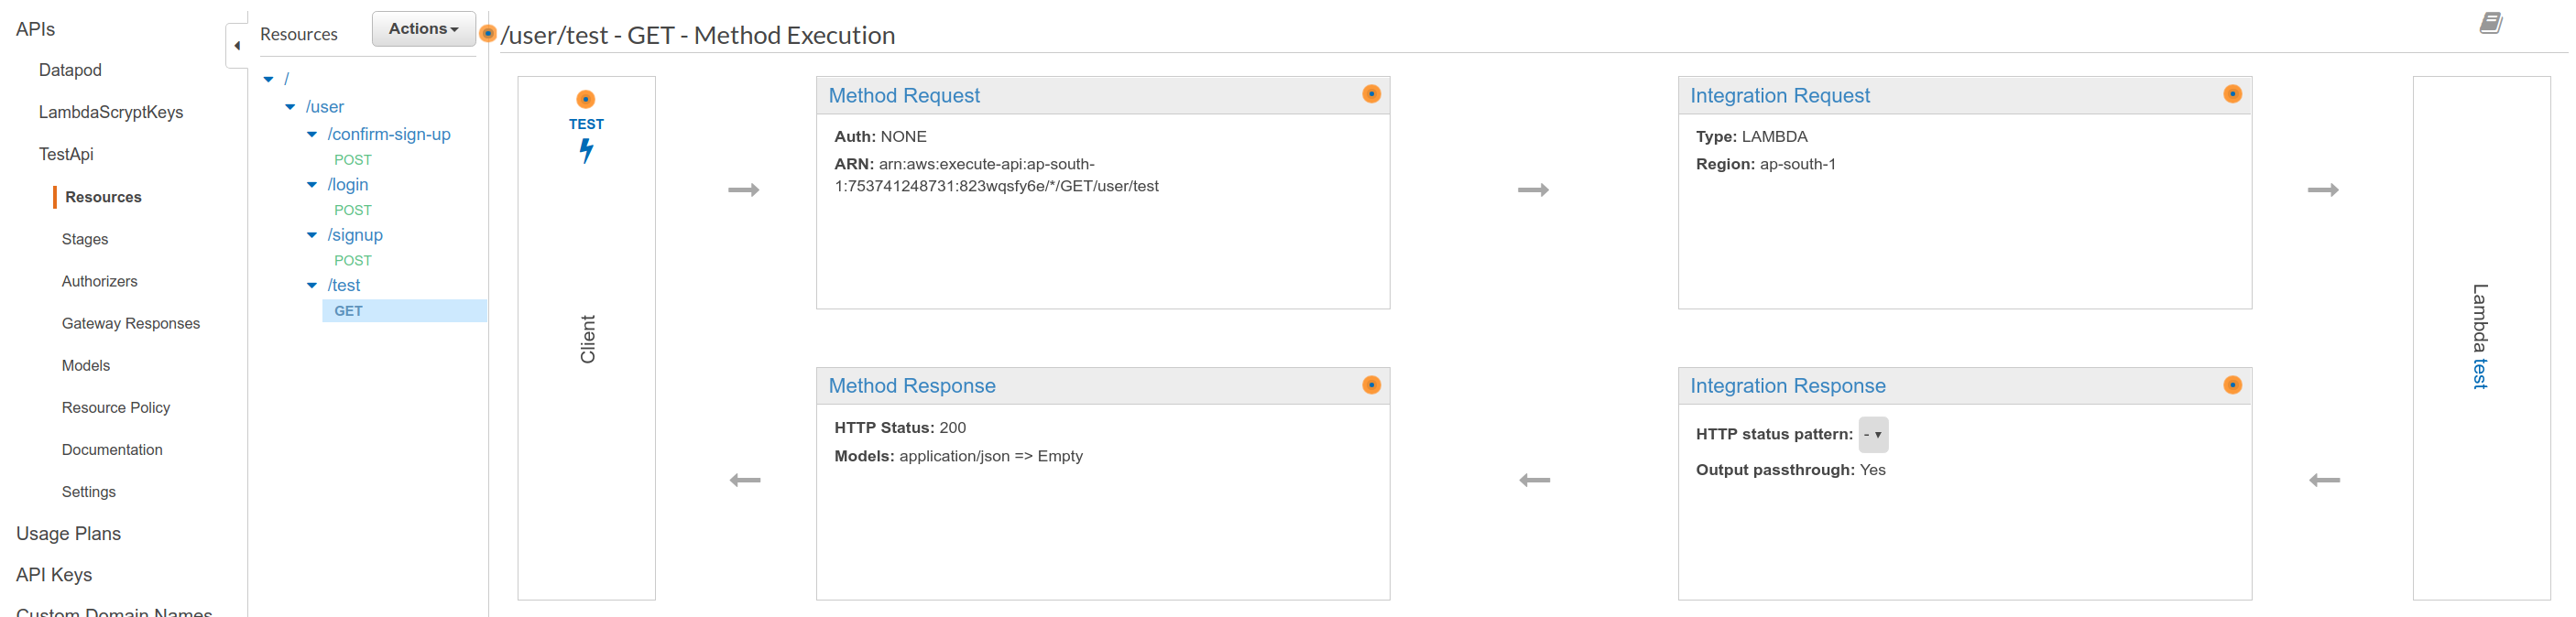 APIs
Datapod
LambdaScryptKeys
TestApi
Resources
Stages
Authorizers
Gateway Responses
Models
Resource Policy
Documentation
Settings
Usage Plans
API Keys
Custom Domain Names
Resources
Actions
/
/user
/confirm-sign-up
POST
/login
POST
/signup
POST
/test
GET
/user/test - GET - Method Execution
TEST
Client
Method Request
Auth: NONE
ARN: arn:aws:execute-api:ap-south-
1:753741248731:823wqsfy6e/*/GET/user/test
Integration Request
Type: LAMBDA
Region: ap-south-1
Method Response
HTTP Status: 200
Models: application/json => Empty
Integration Response
HTTP status pattern: -
Output passthrough: Yes
Lambda test